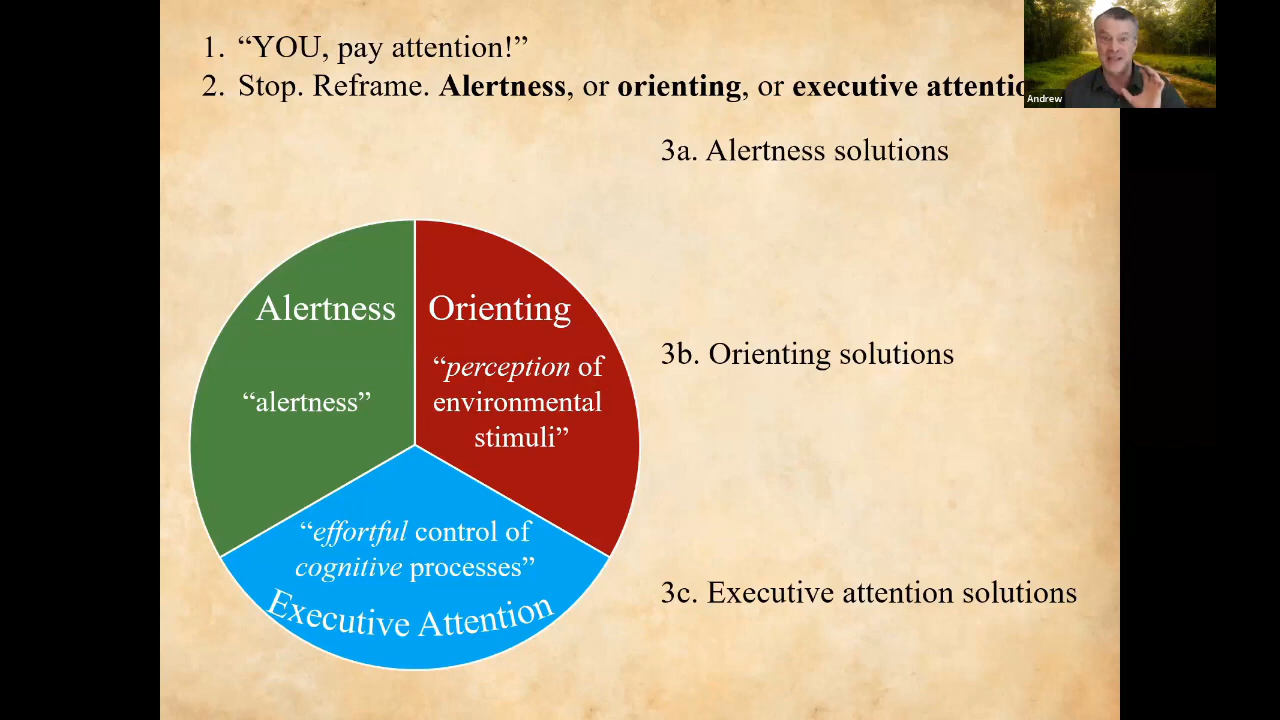 1. “YOU, pay attention!”
2. Stop. Reframe. Alertness, or orienting, or executive
Andrew
3a. Alertness solutions
Alertness
“alertness”
Orienting
“perception of
environmental
stimuli”
3b. Orienting solutions
“effortful control of
cognitive processes”
Executive Attention
3c. Executive attention solutions